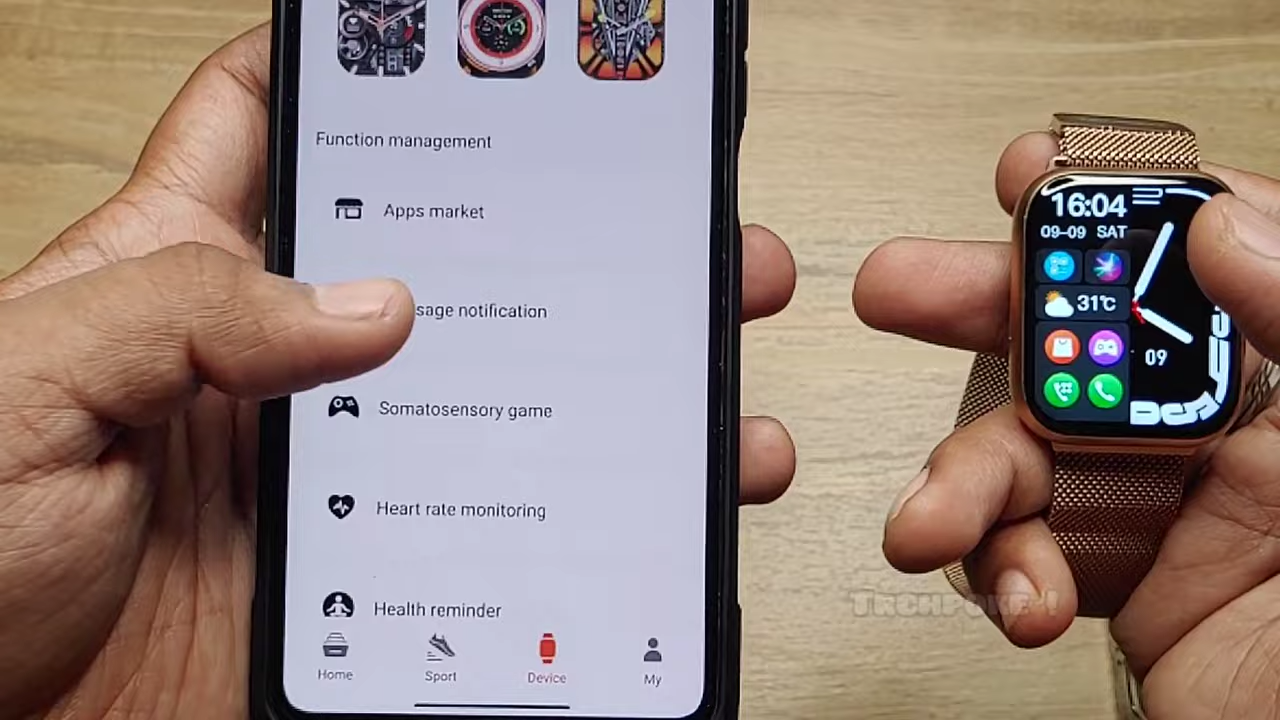 Function management
Apps market
sage notification
Somatosensory game
Heart rate monitoring
Health reminder
Home
Sport
Device
My
16:04
09-09 SAT
31℃
09
TECHPOKE !